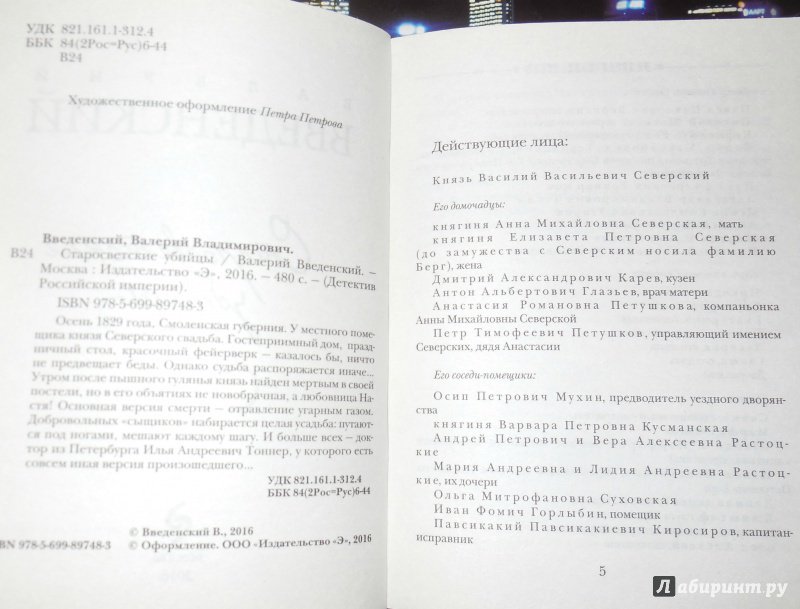 УДК 821.161.1-312.4
ББК 84(2Рос=Рус)6-44
В24
Художественное оформление Петра Петрова
Введенский, Валерий Владимирович.
В24 Старосветские убийцы / Валерий Введенский. –
Москва : Издательство «Э», 2016. – 480 с. – (Детектив
Российской империи).
ISBN 978-5-699-89748-3
Осень 1829 года, Смоленская губерния. У местного поме-
щика князя Северского свадьба. Гостеприимный дом, празд-
ничный стол, красочный фейерверк – казалось бы, ничто
не предвещает беды. Однако судьба распоряжается иначе...
Утром после пышного гулянья князь найден мертвым в своей
постели, но в его объятиях не новобрачная, а любовница Нас-
тя! Основная версия смерти – отравление угарным газом.
Добровольных «сыщиков» набирается целая усадьба: путают-
ся под ногами, мешают каждому шагу. И больше всех – док-
тор из Петербурга Илья Андреевич Тоннер, у которого есть
совсем иная версия произошедшего...
УДК 821.161.1-312.4
ББК 84(2Рос=Рус)6-44
© Введенский В., 2016
BN 978-5-699-89748-3 © Оформление. ООО «Издательство «Э», 2016
ВВЕДЕНСКИЙ
Действующие лица:
Князь Василий Васильевич Северский
Его домочадцы:
княгиня Анна Михайловна Северская, мать
княгиня Елизавета Петровна Северская
(до замужества с Северским носила фамилию
Берг), жена
Дмитрий Александрович Карев, кузен
Антон Альбертович Глазьев, врач матери
Анастасия Романовна Петушкова, компаньонка
Анны Михайловны Северской
Петр Тимофеевич Петушков, управляющий имением
Северских, дядя Анастасии
Его соседи-помещики:
Осип Петрович Мухин, предводитель уездного дворян-
ства
княгиня Варвара Петровна Кусманская
Андрей Петрович и Вера Алексеевна Растоц-
кие
Мария Андреевна и Лидия Андреевна Растоц-
кие, их дочери
Ольга Митрофановна Суховская
Иван Фомич Горлыбин, помещик
Павсикакий Павсикакиевич Киросиров, капитан-
исправник
5
Лабиринт.ру